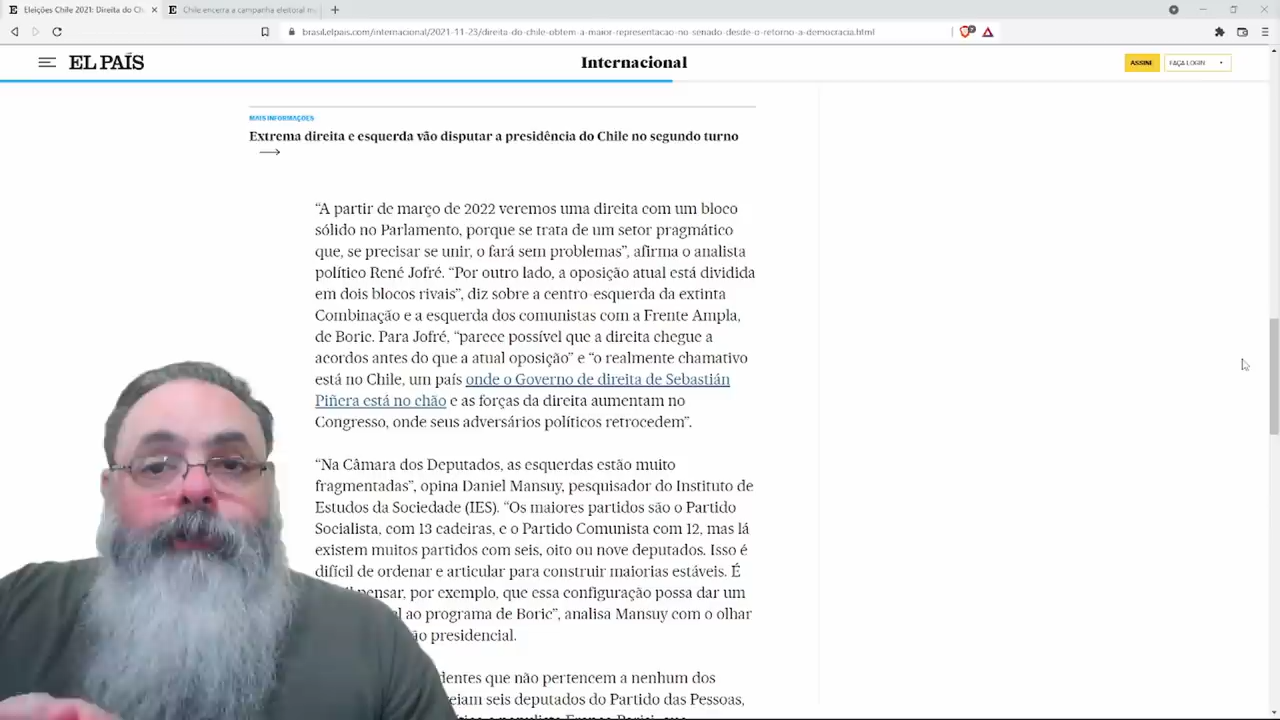 Eleições Chile 2021: Direita do Ch
Chile encerra a campanha eleitoral m
brasil.elpais.com/internacional/2021-11-23/direita-do-chile-obtem-a-maior-representacao-no-senado-desde-o-retorno-a-democracia.html
EL PAÍS
Internacional
ASSINE
FAÇA LOGIN
MAIS INFORMAÇÕES
Extrema direita e esquerda vão disputar a presidência do Chile no segundo turno
“A partir de março de 2022 veremos uma direita com um bloco
sólido no Parlamento, porque se trata de um setor pragmático
que, se precisar se unir, o fará sem problemas”, afirma o analista
político René Jofré. “Por outro lado, a oposição atual está dividida
em dois blocos rivais”, diz sobre a centro-esquerda da extinta
Combinação e a esquerda dos comunistas com a Frente Ampla,
de Boric. Para Jofré, “parece possível que a direita chegue a
acordos antes do que a atual oposição” e “o realmente chamativo
está no Chile, um país onde o Governo de direita de Sebastián
Piñera está no chão e as forças da direita aumentam no
Congresso, onde seus adversários políticos retrocedem”.
“Na Câmara dos Deputados, as esquerdas estão muito
fragmentadas”, opina Daniel Mansuy, pesquisador do Instituto de
Estudos da Sociedade (IES). “Os maiores partidos são o Partido
Socialista, com 13 cadeiras, e o Partido Comunista com 12, mas lá
existem muitos partidos com seis, oito ou nove deputados. Isso é
difícil de ordenar e articular para construir maiorias estáveis. É
pensar, por exemplo, que essa configuração possa dar um
ao programa de Boric”, analisa Mansuy com o olhar
presidencial.
que não pertencem a nenhum dos
seis deputados do Partido das Pessoas,